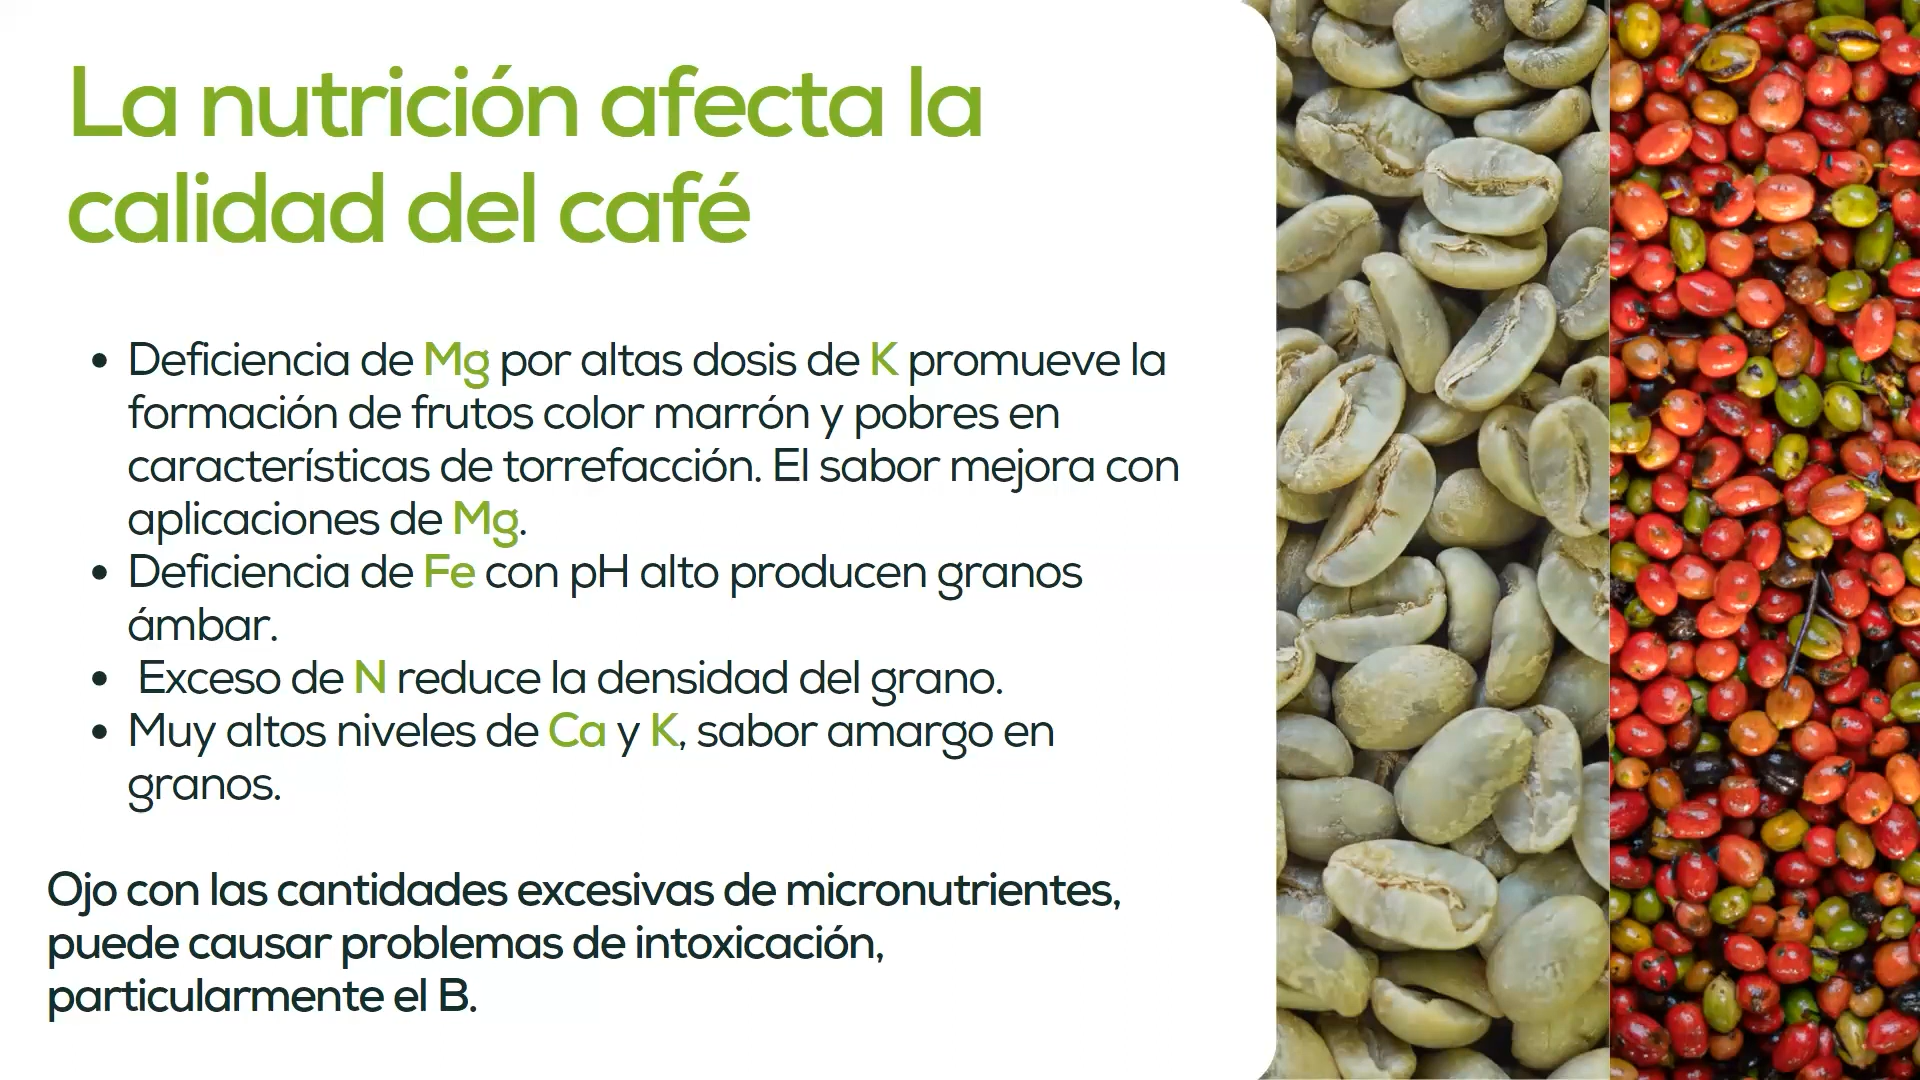 La nutrición afecta la
calidad del café
• Deficiencia de Mg por altas dosis de K promueve la
formación de frutos color marrón y pobres en
características de torrefacción. El sabor mejora con
aplicaciones de Mg.
• Deficiencia de Fe con pH alto producen granos
ámbar.
• Exceso de N reduce la densidad del grano.
• Muy altos niveles de Ca y K, sabor amargo en
granos.
Ojo con las cantidades excesivas de micronutrientes,
puede causar problemas de intoxicación,
particularmente el B.